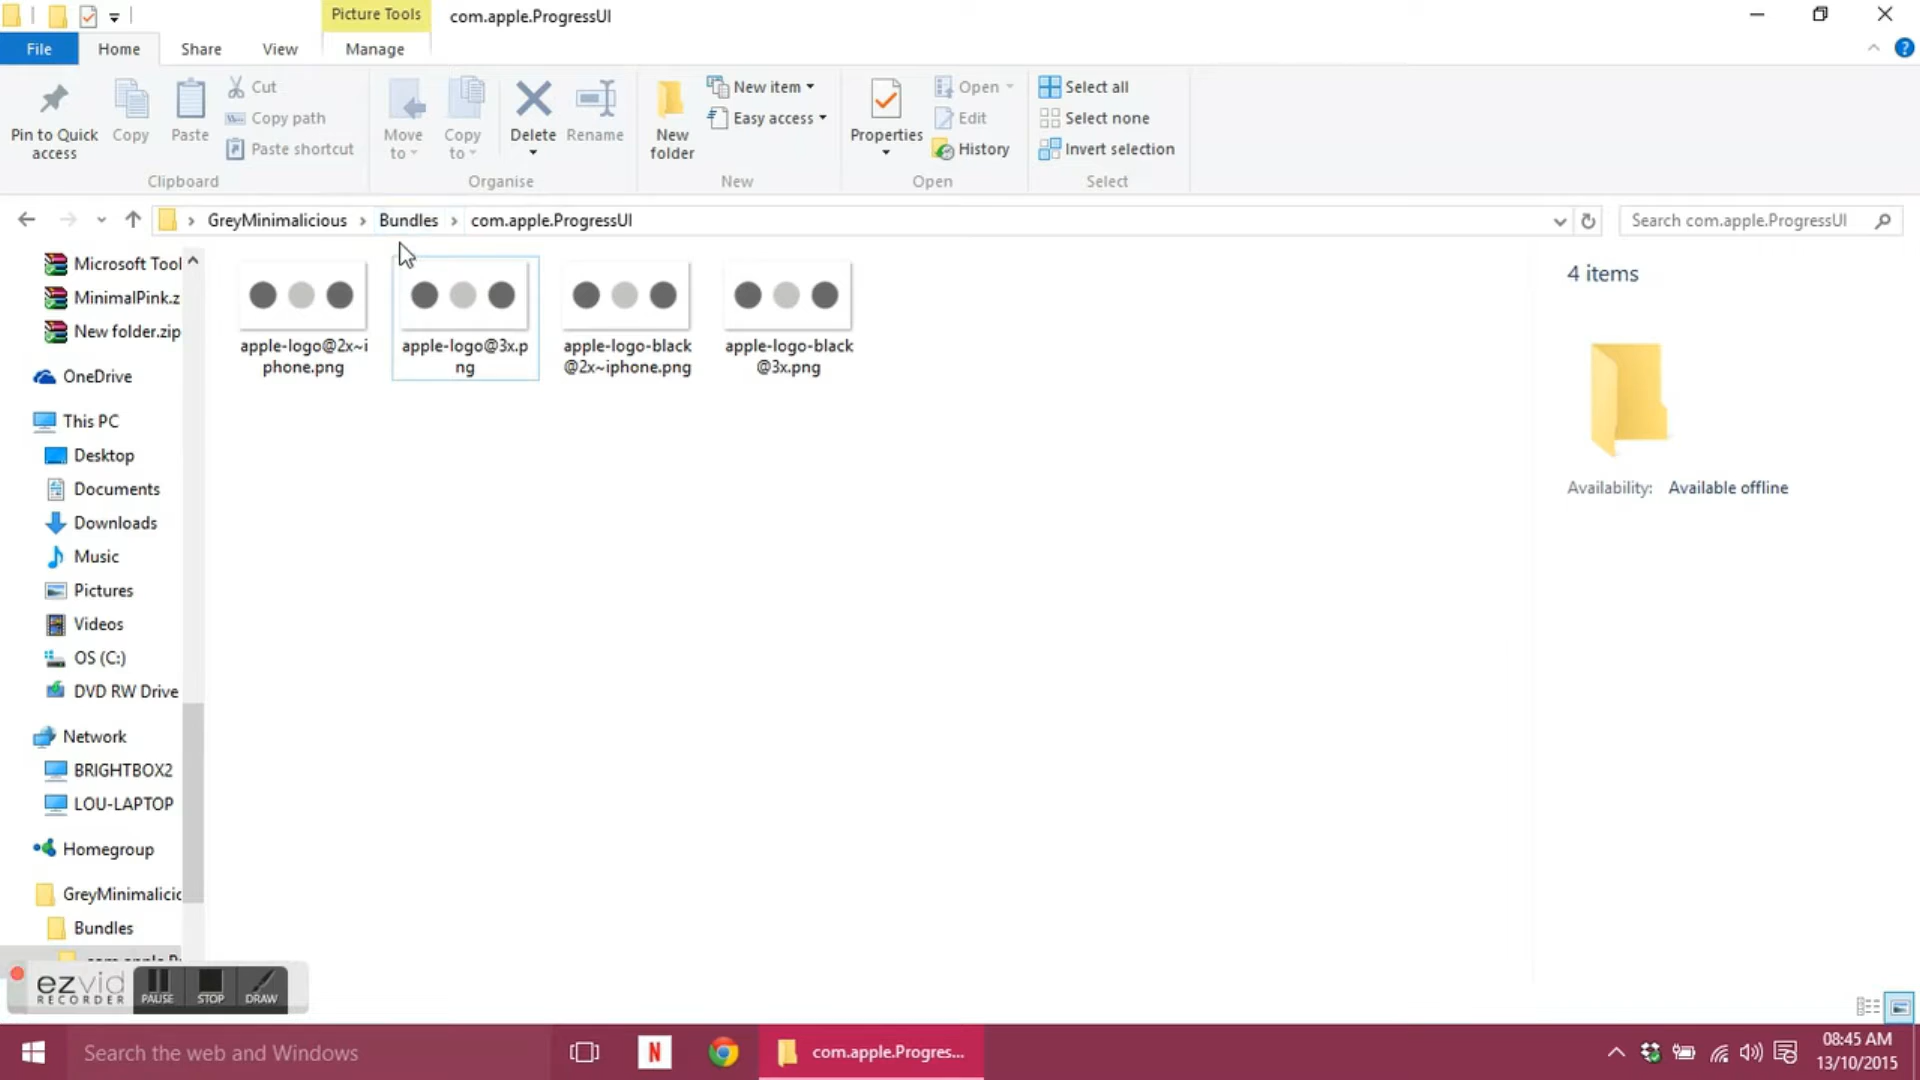 Picture Tools
com.apple.ProgressUI
File
Home
Share
View
Manage
Pin to Quick
access
Copy
Paste
Cut
Copy path
Paste shortcut
Clipboard
Move
to
Copy
to
Delete
Rename
Organise
New
folder
New item
Easy access
New
Properties
Open
Edit
History
Open
Select all
Select none
Invert selection
Select
GreyMinimalicious
Bundles
com.apple.ProgressUI
Search com.apple.ProgressUI
Microsoft Tool
MinimalPink.z
New folder.zip
OneDrive
This PC
Desktop
Documents
Downloads
Music
Pictures
Videos
OS (C:)
DVD RW Drive
Network
BRIGHTBOX2
LOU-LAPTOP
Homegroup
GreyMinimalicio
Bundles
apple-logo@2x~i
phone.png
apple-logo@3x.p
ng
apple-logo-black
@2x~iphone.png
apple-logo-black
@3x.png
4 items
Availability: Available offline
ezvid
RECORDER
PAUSE
STOP
DRAW
Search the web and Windows
N
com.apple.Progres...
08:45 AM
13/10/2015